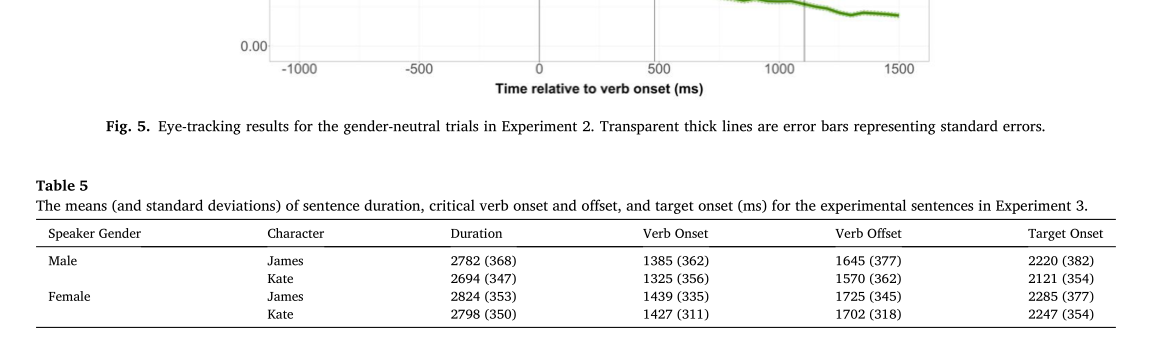 0.00
-1000 -500 0 500 1000 1500
Time relative to verb onset (ms)
Fig. 5. Eye-tracking results for the gender-neutral trials in Experiment 2. Transparent thick lines are error bars representing standard errors.
Table 5
The means (and standard deviations) of sentence duration, critical verb onset and offset, and target onset (ms) for the experimental sentences in Experiment 3.
Speaker Gender Character Duration Verb Onset Verb Offset Target Onset
Male James 2782 (368) 1385 (362) 1645 (377) 2220 (382)
Kate 2694 (347) 1325 (356) 1570 (362) 2121 (354)
Female James 2824 (353) 1439 (335) 1725 (345) 2285 (377)
Kate 2798 (350) 1427 (311) 1702 (318) 2247 (354)